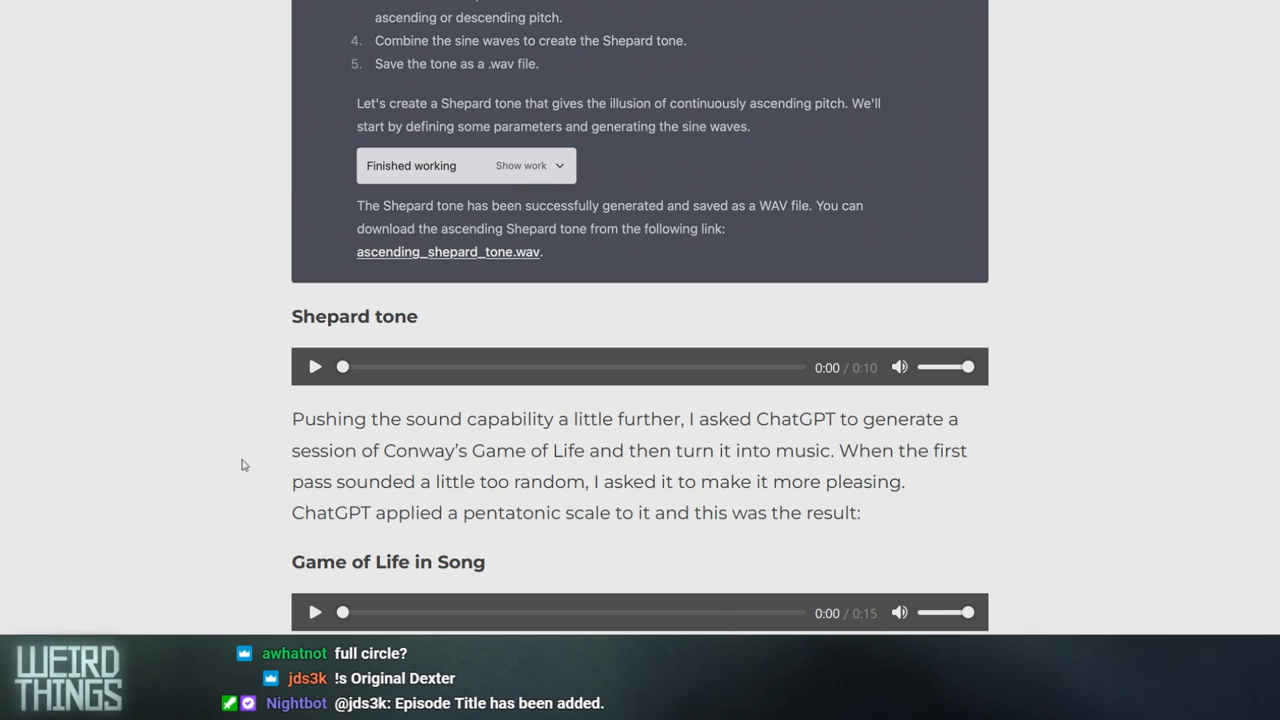 ascending or descending pitch.
4. Combine the sine waves to create the Shepard tone.
5. Save the tone as a .wav file.
Let's create a Shepard tone that gives the illusion of continuously ascending pitch. We'll
start by defining some parameters and generating the sine waves.
Finished working Show work
The Shepard tone has been successfully generated and saved as a WAV file. You can
download the ascending Shepard tone from the following link:
ascending_shepard_tone.wav.
Shepard tone
0:00 / 0:10
Pushing the sound capability a little further, I asked ChatGPT to generate a
session of Conway’s Game of Life and then turn it into music. When the first
pass sounded a little too random, I asked it to make it more pleasing.
ChatGPT applied a pentatonic scale to it and this was the result:
Game of Life in Song
0:00 / 0:15
WEIRD
THINGS
awhatnot full circle?
jds3k !s Original Dexter
Nightbot @jds3k: Episode Title has been added.